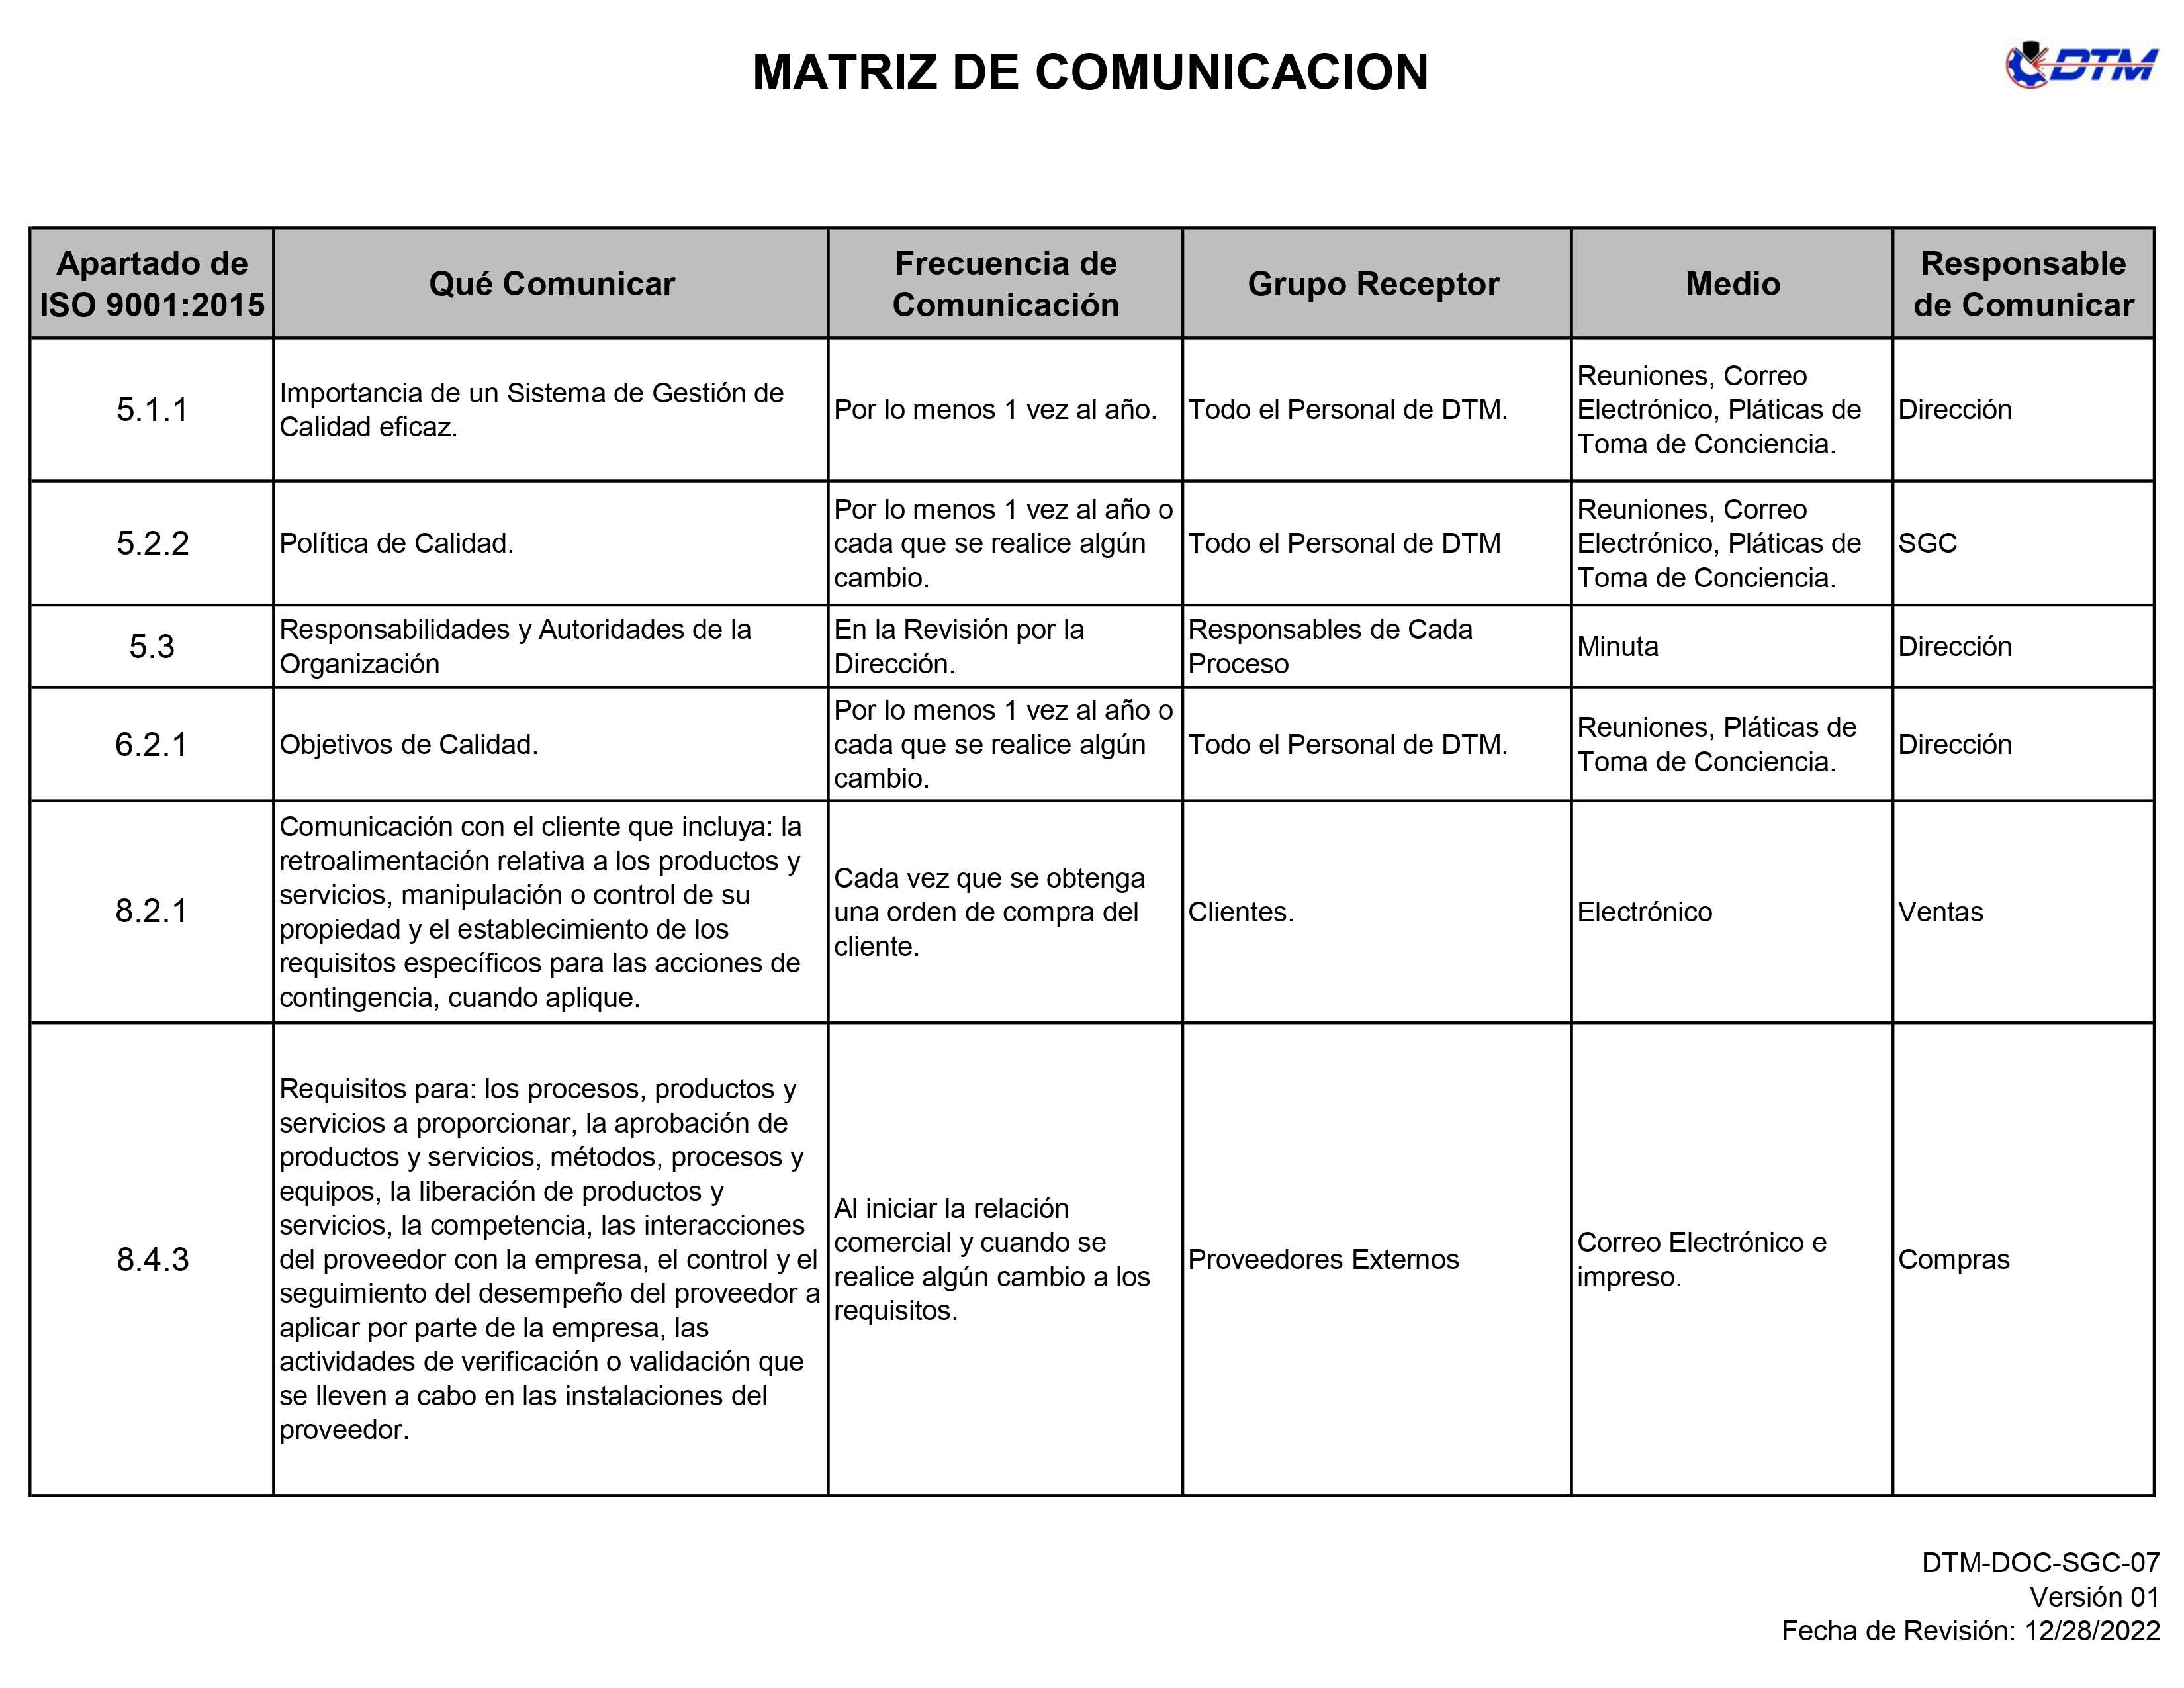 MATRIZ DE COMUNICACION
DTM
Apartado de
ISO 9001:2015
Qué Comunicar
Frecuencia de
Comunicación
Grupo Receptor
Medio
Responsable
de Comunicar
5.1.1
Importancia de un Sistema de Gestión de
Calidad eficaz.
Por lo menos 1 vez al año.
Todo el Personal de DTM.
Reuniones, Correo
Electrónico, Pláticas de
Toma de Conciencia.
Dirección
5.2.2
Política de Calidad.
Por lo menos 1 vez al año o
cada que se realice algún
cambio.
Todo el Personal de DTM
Reuniones, Correo
Electrónico, Pláticas de
Toma de Conciencia.
SGC
5.3
Responsabilidades y Autoridades de la
Organización
En la Revisión por la
Dirección.
Responsables de Cada
Proceso
Minuta
Dirección
6.2.1
Objetivos de Calidad.
Por lo menos 1 vez al año o
cada que se realice algún
cambio.
Todo el Personal de DTM.
Reuniones, Pláticas de
Toma de Conciencia.
Dirección
8.2.1
Comunicación con el cliente que incluya: la
retroalimentación relativa a los productos y
servicios, manipulación o control de su
propiedad y el establecimiento de los
requisitos específicos para las acciones de
contingencia, cuando aplique.
Cada vez que se obtenga
una orden de compra del
cliente.
Clientes.
Electrónico
Ventas
8.4.3
Requisitos para: los procesos, productos y
servicios a proporcionar, la aprobación de
productos y servicios, métodos, procesos y
equipos, la liberación de productos y
servicios, la competencia, las interacciones
del proveedor con la empresa, el control y el
seguimiento del desempeño del proveedor a
aplicar por parte de la empresa, las
actividades de verificación o validación que
se lleven a cabo en las instalaciones del
proveedor.
Al iniciar la relación
comercial y cuando se
realice algún cambio a los
requisitos.
Proveedores Externos
Correo Electrónico e
impreso.
Compras
DTM-DOC-SGC-07
Versión 01
Fecha de Revisión: 12/28/2022